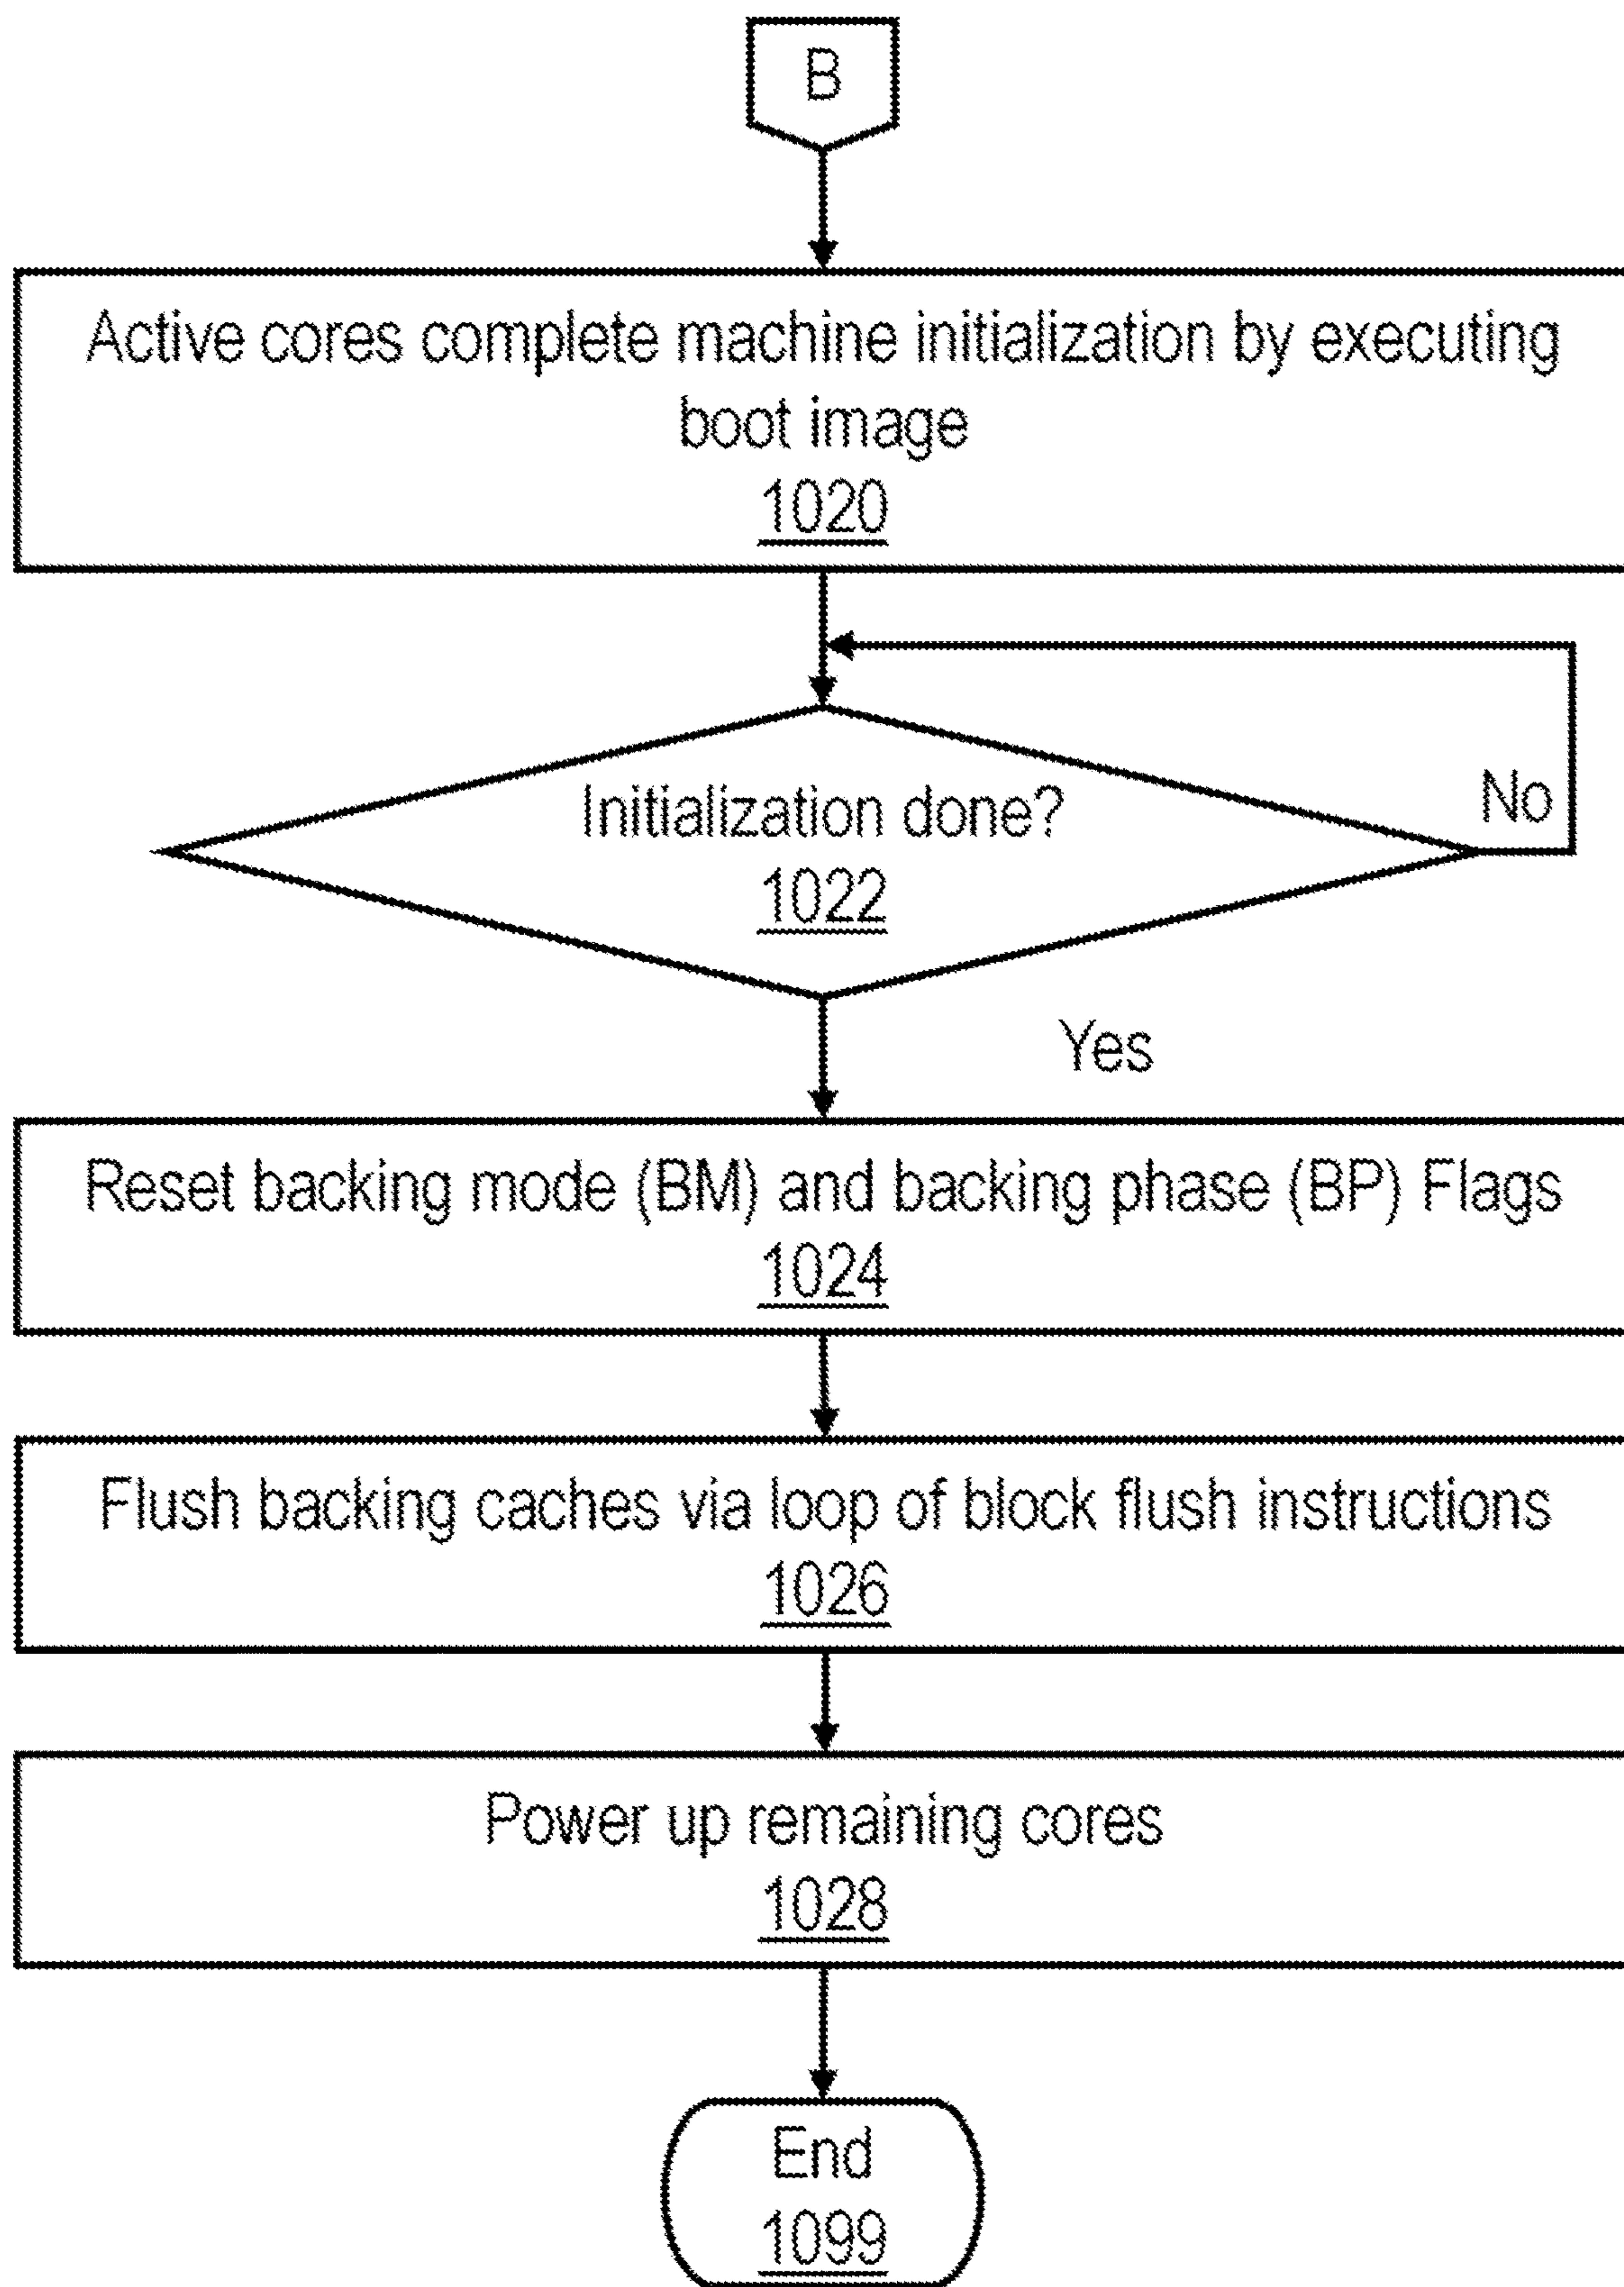 B
Active cores complete machine initialization by executing
boot image
1020
Initialization done?
1022
No
Yes
Reset backing mode (BM) and backing phase (BP) Flags
1024
Flush backing caches via loop of block flush instructions
1026
Power up remaining cores
1028
End
1099